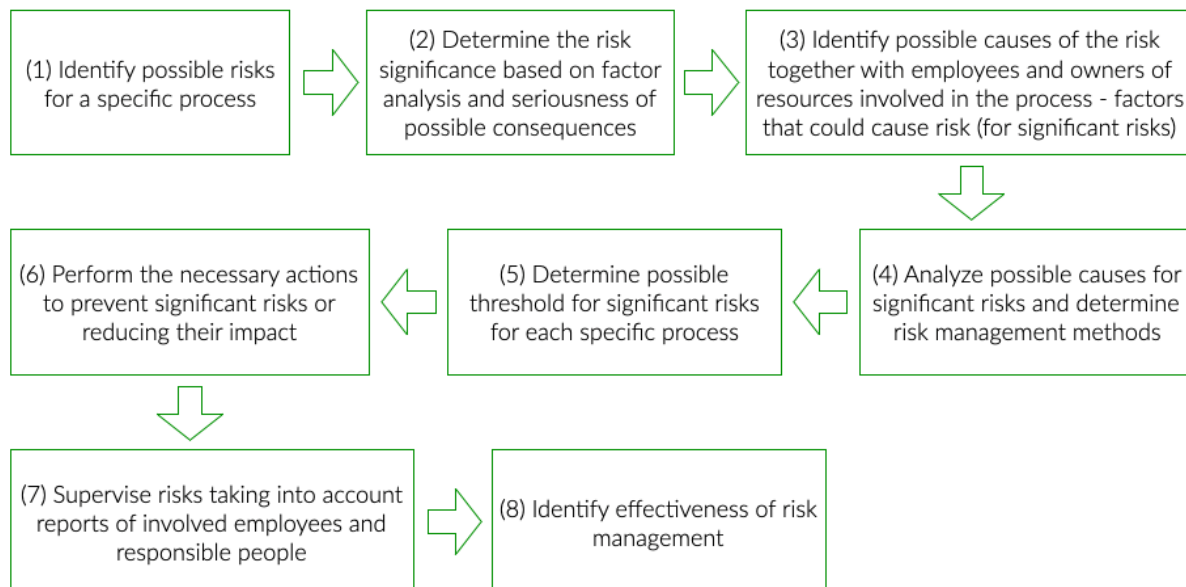 (1) Identify possible risks
for a specific process
(2) Determine the risk
significance based on factor
analysis and seriousness of
possible consequences
(3) Identify possible causes of the risk
together with employees and owners of
resources involved in the process - factors
that could cause risk (for significant risks)
(4) Analyze possible causes for
significant risks and determine
risk management methods
(5) Determine possible
threshold for significant risks
for each specific process
(6) Perform the necessary actions
to prevent significant risks or
reducing their impact
(7) Supervise risks taking into account
reports of involved employees and
responsible people
(8) Identify effectiveness of risk
management